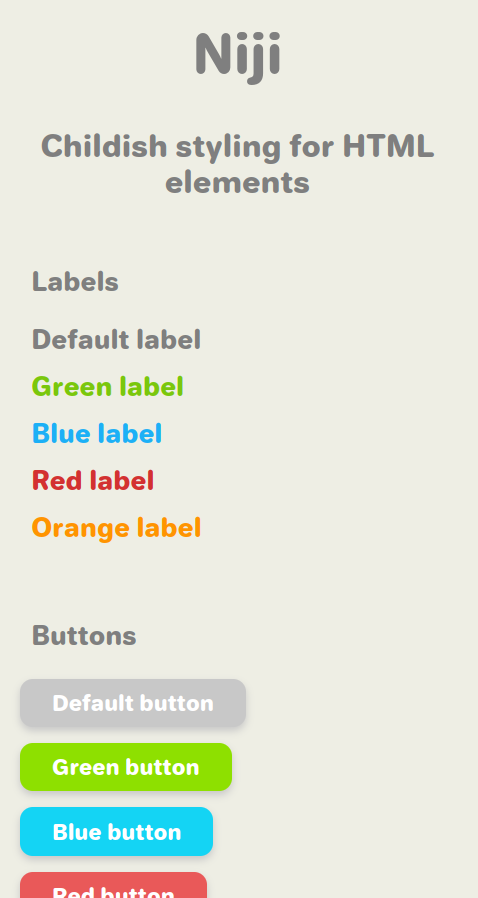 Niji
Childish styling for HTML
elements
Labels
Default label
Green label
Blue label
Red label
Orange label
Buttons
Default button
Green button
Blue button
Red button